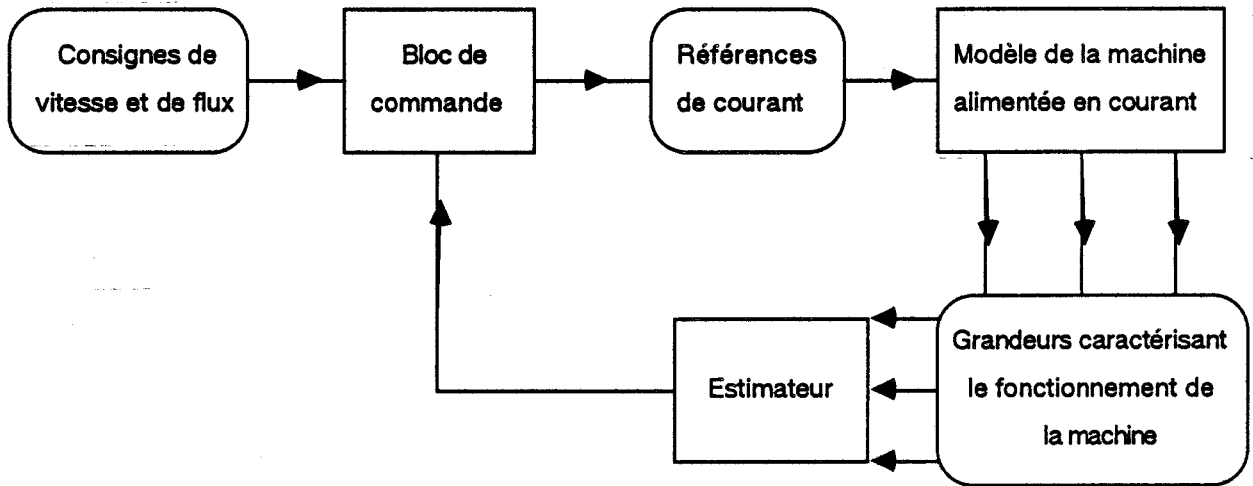 Consignes de
vitesse et de flux
Bloc de
commande
Références
de courant
Modèle de la machine
alimentée en courant
Estimateur
Grandeurs caractérisant
le fonctionnement de
la machine